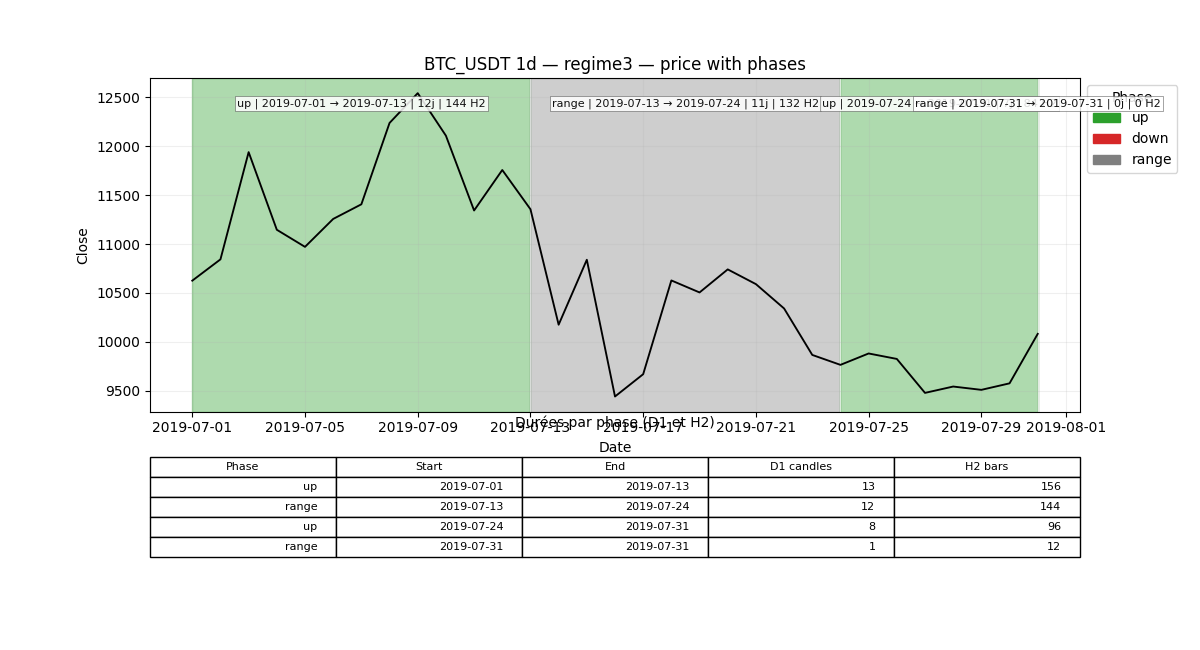 BTC_USDT 1d — regime3 — price with phases
12500
12000
11500
11000
10500
10000
9500
Close
up | 2019-07-01 → 2019-07-13 | 12j | 144 H2
range | 2019-07-13 → 2019-07-24 | 11j | 132 H2
up | 2019-07-24
range | 2019-07-31 → 2019-07-31 | 0j | 0 H2
Phase
up
down
range
2019-07-01 2019-07-05 2019-07-09 2019-07-13 2019-07-17 2019-07-21 2019-07-25 2019-07-29 2019-08-01
Durées par phase (D1 et H2)
Date
Phase Start End D1 candles H2 bars
up 2019-07-01 2019-07-13 13 156
range 2019-07-13 2019-07-24 12 144
up 2019-07-24 2019-07-31 8 96
range 2019-07-31 2019-07-31 1 12